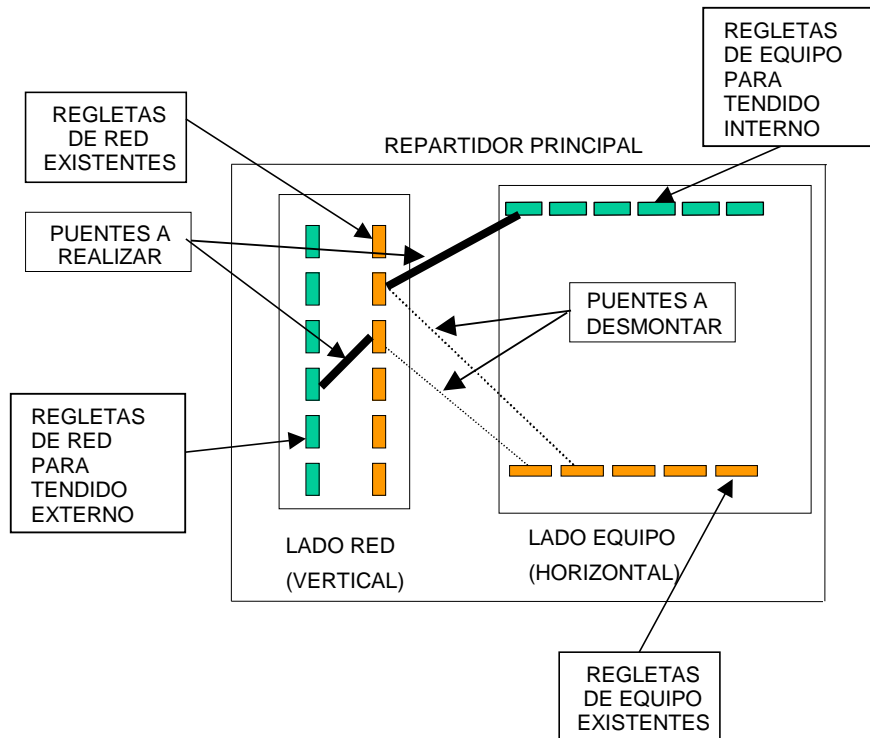 REGLETAS
DE EQUIPO
PARA
TENDIDO
INTERNO
REGLETAS
DE RED
EXISTENTES
REPARTIDOR PRINCIPAL
PUENTES A
REALIZAR
PUENTES A
DESMONTAR
REGLETAS
DE RED
PARA
TENDIDO
EXTERNO
LADO RED
(VERTICAL)
LADO EQUIPO
(HORIZONTAL)
REGLETAS
DE EQUIPO
EXISTENTES